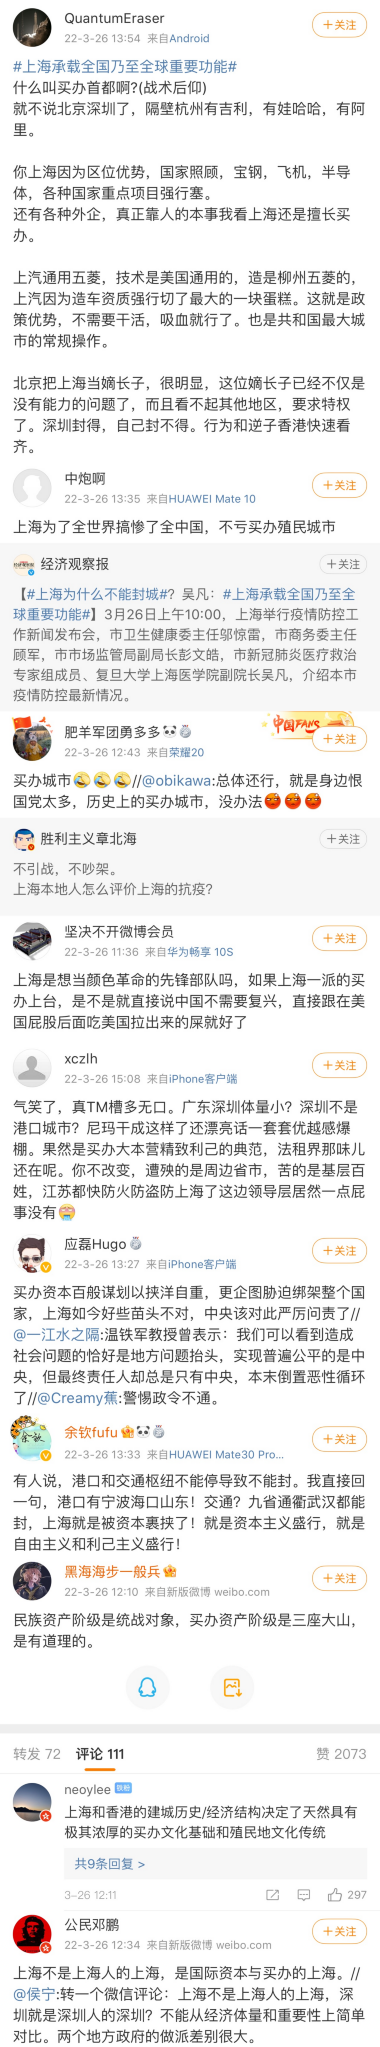 QuantumEraser
＋关注
22-3-26 13:54 来自Android
#上海承载全国乃至全球重要功能#
什么叫买办首都啊?(战术后仰)
就不说北京深圳了，隔壁杭州有吉利，有娃哈哈，有阿
里。
你上海因为区位优势，国家照顾，宝钢，飞机，半导
体，各种国家重点项目强行塞。
还有各种外企，真正靠人的本事我看上海还是擅长买
办。
上汽通用五菱，技术是美国通用的，造是柳州五菱的，
上汽因为造车资质强行切了最大的一块蛋糕。这就是政
策优势，不需要干活，吸血就行了。也是共和国最大城
市的常规操作。
北京把上海当嫡长子，很明显，这位嫡长子已经不仅是
没有能力的问题了，而且看不起其他地区，要求特权
了。深圳封得，自己封不得。行为和逆子香港快速看
齐。
中炮啊
＋关注
22-3-26 13:35 来自HUAWEI Mate 10
上海为了全世界搞惨了全中国，不亏买办殖民城市
经济观察报
＋关注
【#上海为什么不能封城#？吴凡：#上海承载全国乃至全
球重要功能#】3月26日上午10:00，上海举行疫情防控工
作新闻发布会，市卫生健康委主任邬惊雷，市商务委主任
顾军，市市场监管局副局长彭文皓，市新冠肺炎医疗救治
专家组成员、复旦大学上海医学院副院长吴凡，介绍本市
疫情防控最新情况。
肥羊军团勇多多
中国FANS
＋关注
22-3-26 12:43 来自荣耀20
买办城市🤣🤣🤣//@obikawa:总体还行，就是身边恨
国党太多，历史上的买办城市，没办法
胜利主义章北海
＋关注
不引战，不吵架。
上海本地人怎么评价上海的抗疫?
坚决不开微博会员
＋关注
22-3-26 11:36 来自华为畅享 10S
上海是想当颜色革命的先锋部队吗，如果上海一派的买
办上台，是不是就直接说中国不需要复兴，直接跟在美
国屁股后面吃美国拉出来的屎就好了
xczlh
＋关注
22-3-26 15:08 来自iPhone客户端
气笑了，真TM槽多无口。广东深圳体量小？深圳不是
港口城市？尼玛干成这样了还漂亮话一套套优越感爆
棚。果然是买办大本营精致利己的典范，法租界那味儿
还在呢。你不改变，遭殃的是周边省市，苦的是基层百
姓，江苏都快防火防盗防上海了这边领导层居然一点屁
事没有😭
应磊Hugo
＋关注
22-3-26 13:27 来自iPhone客户端
买办资本百般谋划以挟洋自重，更企图胁迫绑架整个国
家，上海如今好些苗头不对，中央该对此严厉问责了//
@一江水之隔:温铁军教授曾表示：我们可以看到造成
社会问题的恰好是地方问题抬头，实现普遍公平的是中
央，但最终责任人却总是只有中央，本末倒置恶性循环
了//@Creamy蕉:警惕政令不通。
余钦fufu
＋关注
22-3-26 13:33 来自HUAWEI Mate30 Pro...
有人说，港口和交通枢纽不能停导致不能封。我直接回
一句，港口有宁波海口山东！交通？九省通衢武汉都能
封，上海就是被资本裹挟了！就是资本主义盛行，就是
自由主义和利己主义盛行！
黑海海步一般兵
＋关注
22-3-26 12:10 来自新版微博 weibo.com
民族资产阶级是统战对象，买办资产阶级是三座大山，
是有道理的。
转发 72 评论 111 赞 2073
neoylee
上海和香港的建城历史/经济结构决定了天然具有
极其浓厚的买办文化基础和殖民地文化传统
共9条回复 >
3-26 12:11
297
公民邓鹏
＋关注
22-3-26 12:34 来自新版微博 weibo.com
上海不是上海人的上海，是国际资本与买办的上海。//
@侯宁:转一个微信评论：上海不是上海人的上海，深
圳就是深圳人的深圳？不能从经济体量和重要性上简单
对比。两个地方政府的做派差别很大。